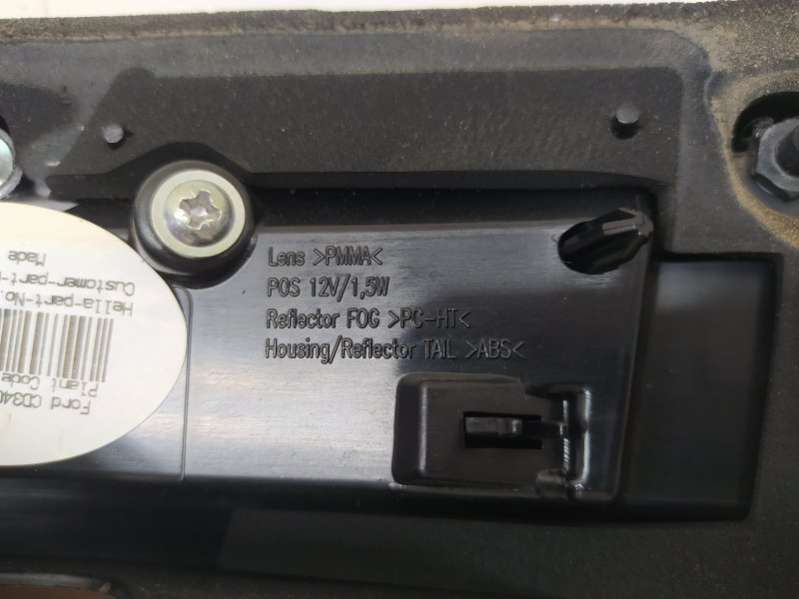 Lens >PMMA<
POS 12V/1,5W
Reflector FOG >PC-HT<
Housing/Reflector TAIL >ABS<
Made
Customer-part-
Hella-part-No.
Plant Code
Ford CD340